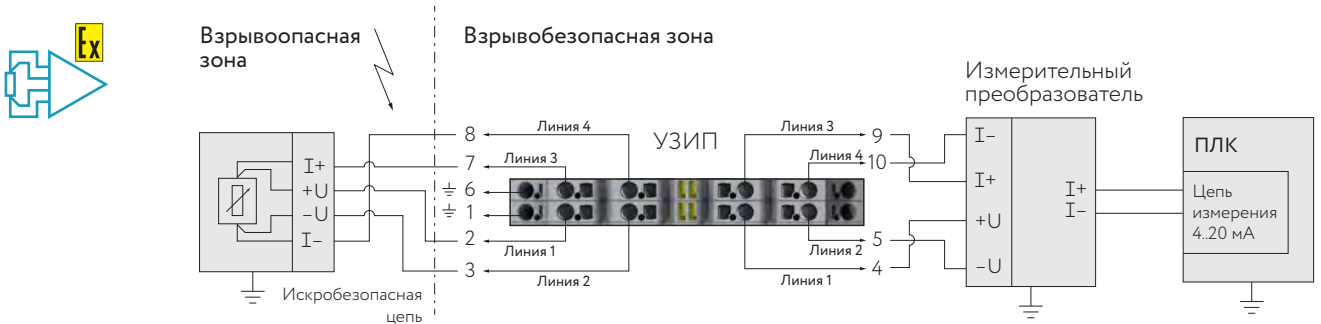 Ex
Взрывоопасная
зона
Взрывобезопасная зона
Измерительный
преобразователь
8
Линия 4
УЗИП
Линия 3
9
I-
ПЛК
I+
7
Линия 3
Линия 4
10
+U
6
I+
I+
Цепь
-U
1
+U
I-
измерения
I-
2
Линия 1
Линия 2
5
4..20 мА
3
Линия 2
Линия 1
4
-U
Искробезопасная
цепь